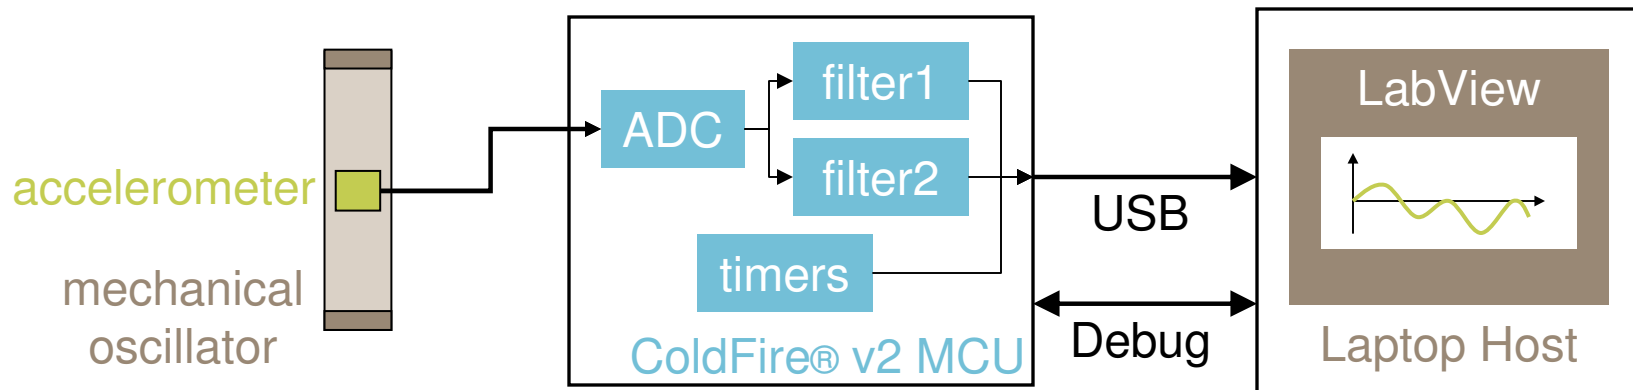 accelerometer
mechanical
oscillator
ADC
filter1
filter2
timers
ColdFire® v2 MCU
USB
Debug
LabView
Laptop Host